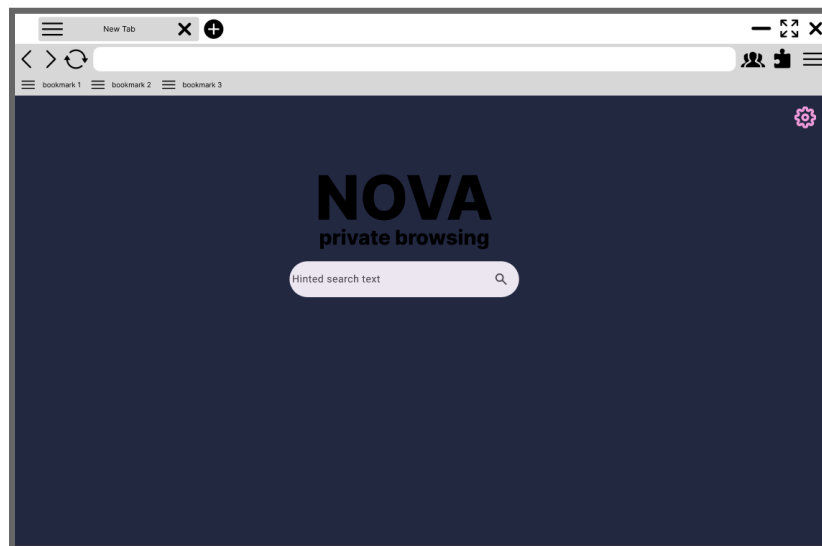 New Tab
bookmark 1 bookmark 2 bookmark 3
NOVA
private browsing
Hinted search text